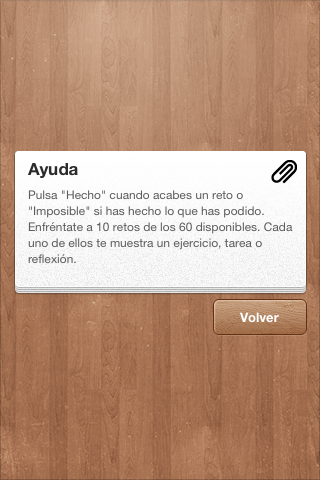 Ayuda
Pulsa "Hecho" cuando acabes un reto o
"Imposible" si has hecho lo que has podido.
Enfréntate a 10 retos de los 60 disponibles. Cada
uno de ellos te muestra un ejercicio, tarea o
reflexión.
Volver